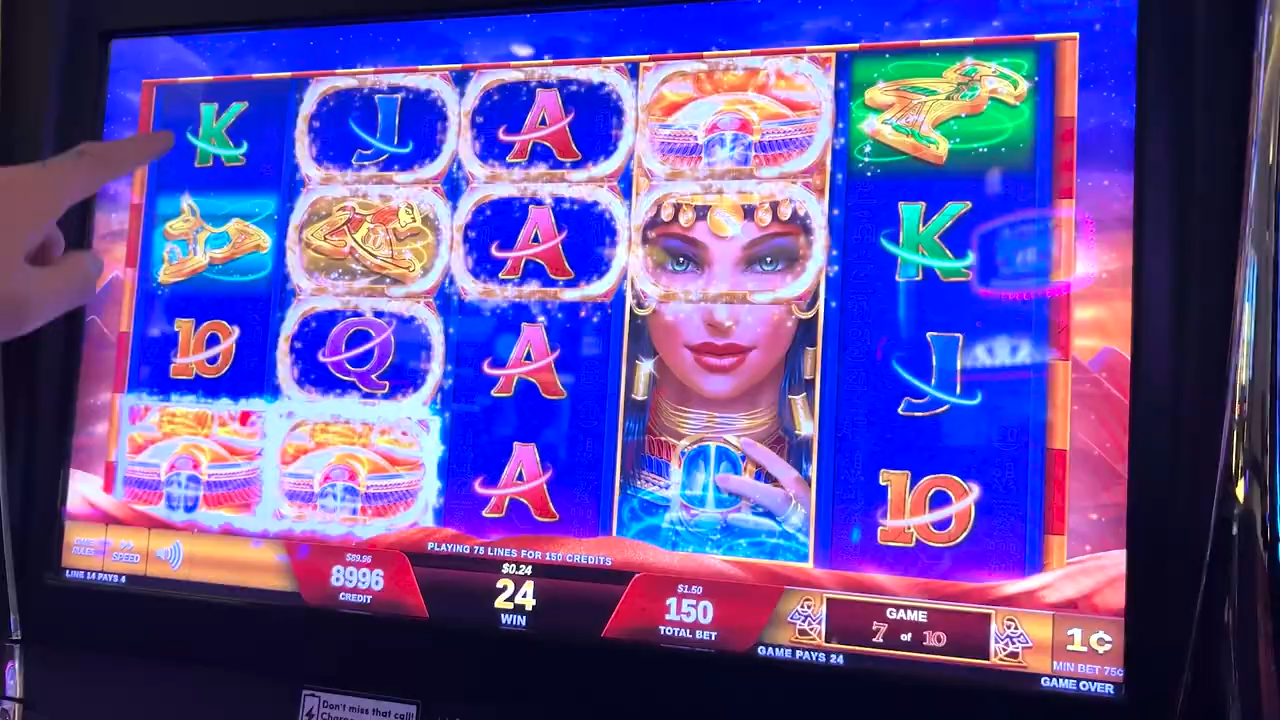 K J A
A K
10 Q A J
A 10
GAME RULES
SPEED
LINE 14 PAYS 4
PLAYING 75 LINES FOR 150 CREDITS
$89.96
8996
CREDIT
$0.24
24
WIN
$1.50
150
TOTAL BET
GAME PAYS 24
GAME
7 of 10
1¢
MIN BET 75¢
GAME OVER
Don't miss that call!